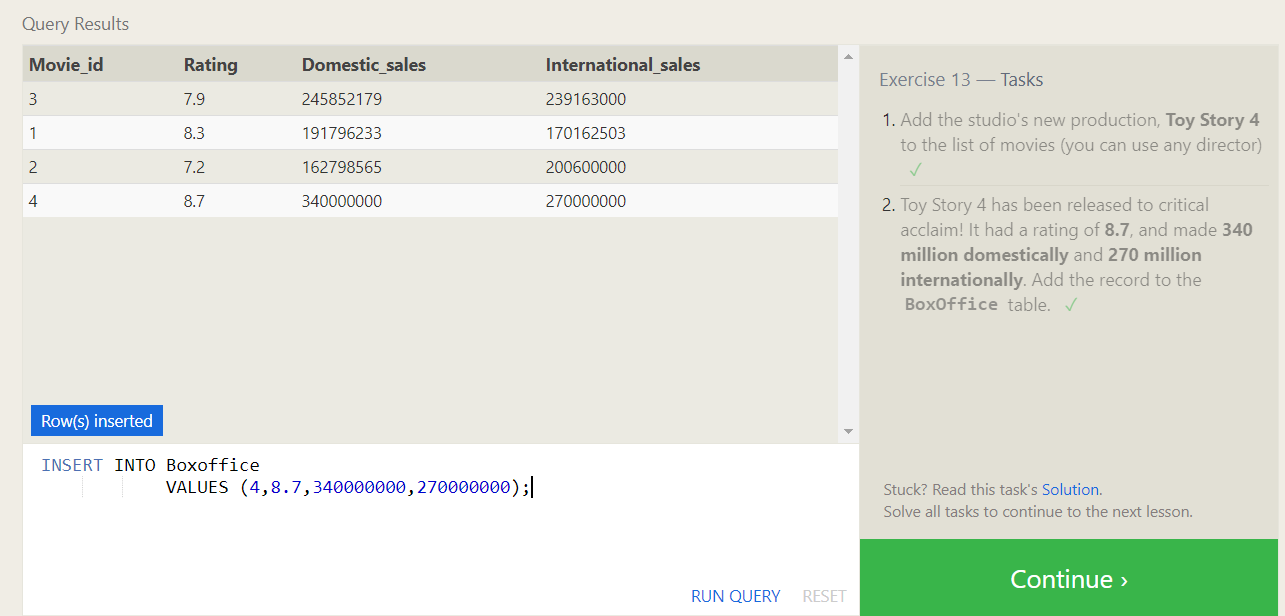 Query Results
Movie_id Rating Domestic_sales International_sales
3 7.9 245852179 239163000
1 8.3 191796233 170162503
2 7.2 162798565 200600000
4 8.7 340000000 270000000
Row(s) inserted
INSERT INTO Boxoffice
VALUES (4,8.7,340000000,270000000);
RUN QUERY RESET
Exercise 13 — Tasks
1. Add the studio's new production, Toy Story 4
to the list of movies (you can use any director)
✓
2. Toy Story 4 has been released to critical
acclaim! It had a rating of 8.7, and made 340
million domestically and 270 million
internationally. Add the record to the
BoxOffice table. ✓
Stuck? Read this task's Solution.
Solve all tasks to continue to the next lesson.
Continue ›